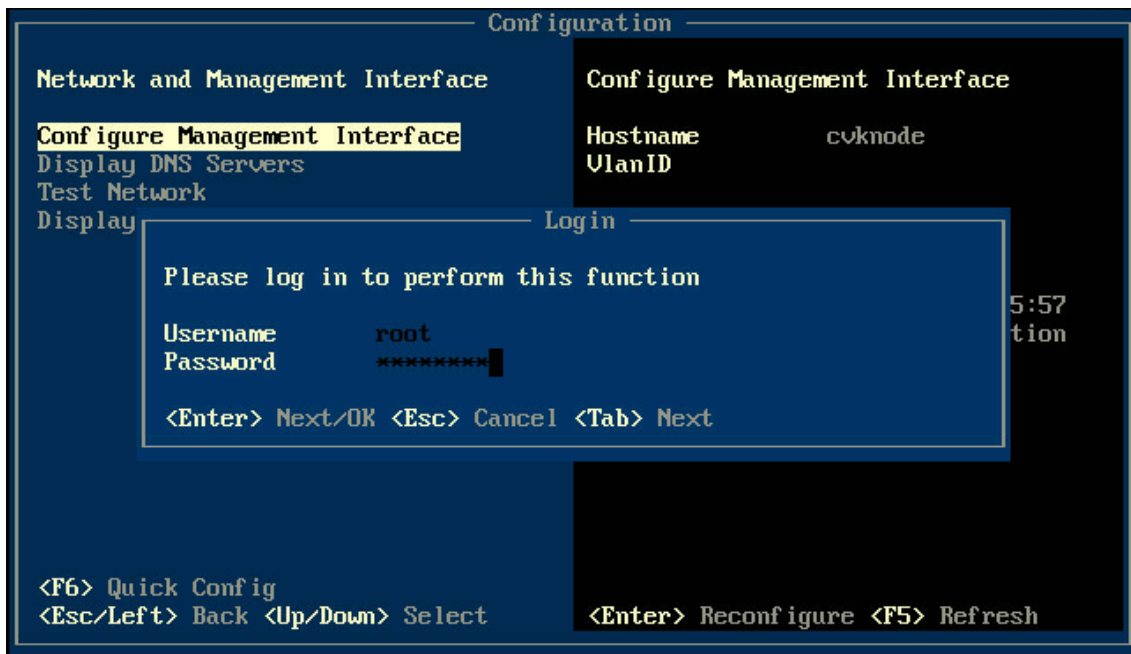 Configuration
Network and Management Interface
Configure Management Interface
Display DNS Servers
Test Network
Display
Configure Management Interface
Hostname cvknode
VlanID
5:57
tion
Login
Please log in to perform this function
Username root
Password ********
<Enter> Next/OK <Esc> Cancel <Tab> Next
<F6> Quick Config
<Esc/Left> Back <Up/Down> Select
<Enter> Reconfigure <F5> Refresh